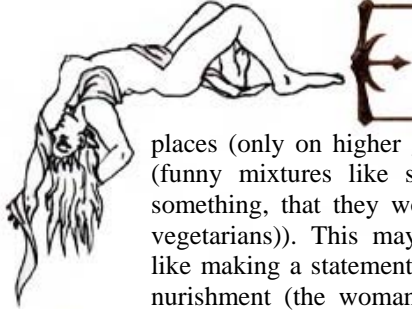 places (only on higher
(funny mixtures like s
something, that they we
vegetarians)). This may
like making a statement
nurishment (the woman